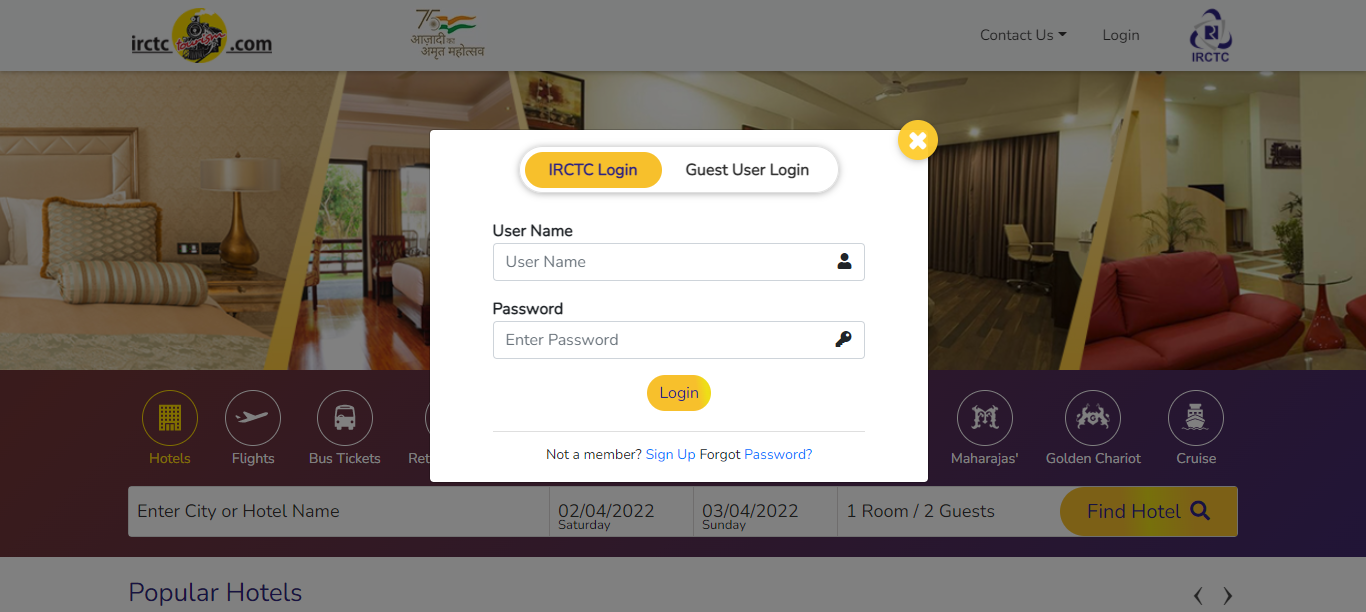 irctc tourism .com
75
आज़ादी का
अमृत महोत्सव
Contact Us
Login
IRCTC
IRCTC Login
Guest User Login
User Name
User Name
Password
Enter Password
Login
Not a member? Sign Up Forgot Password?
Hotels
Flights
Bus Tickets
Ret
Maharajas'
Golden Chariot
Cruise
Enter City or Hotel Name
02/04/2022
Saturday
03/04/2022
Sunday
1 Room / 2 Guests
Find Hotel
Popular Hotels